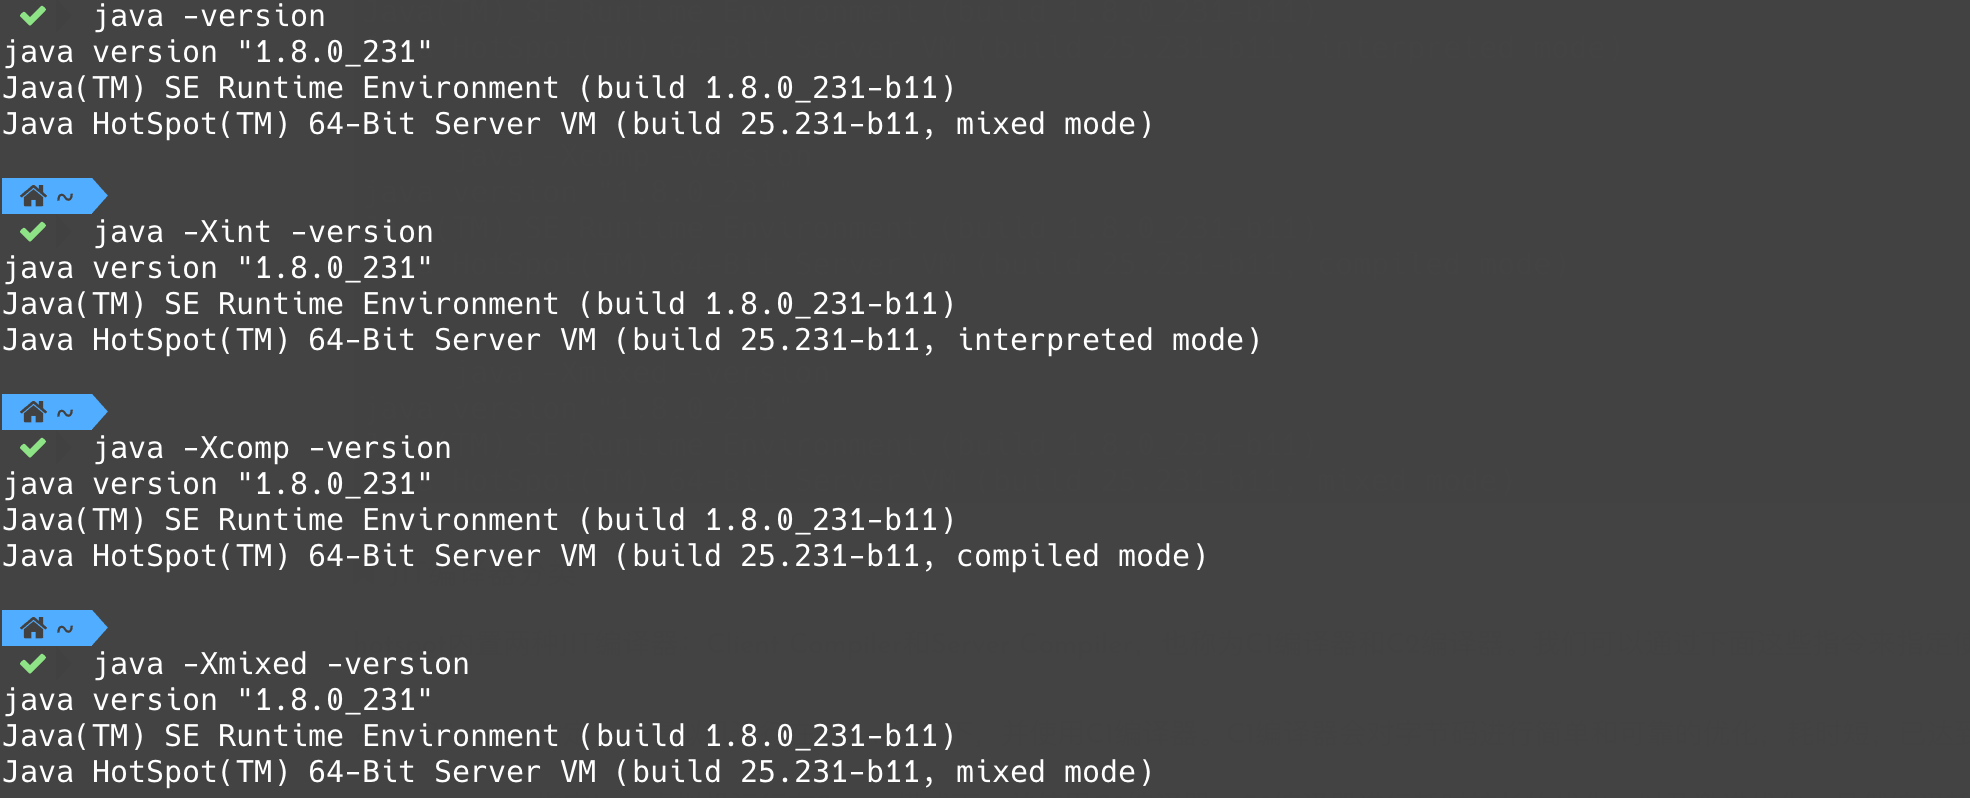 java -version
java version "1.8.0_231"
Java(TM) SE Runtime Environment (build 1.8.0_231-b11)
Java HotSpot(TM) 64-Bit Server VM (build 25.231-b11, mixed mode)
~
java -Xint -version
java version "1.8.0_231"
Java(TM) SE Runtime Environment (build 1.8.0_231-b11)
Java HotSpot(TM) 64-Bit Server VM (build 25.231-b11, interpreted mode)
~
java -Xcomp -version
java version "1.8.0_231"
Java(TM) SE Runtime Environment (build 1.8.0_231-b11)
Java HotSpot(TM) 64-Bit Server VM (build 25.231-b11, compiled mode)
~
java -Xmixed -version
java version "1.8.0_231"
Java(TM) SE Runtime Environment (build 1.8.0_231-b11)
Java HotSpot(TM) 64-Bit Server VM (build 25.231-b11, mixed mode)